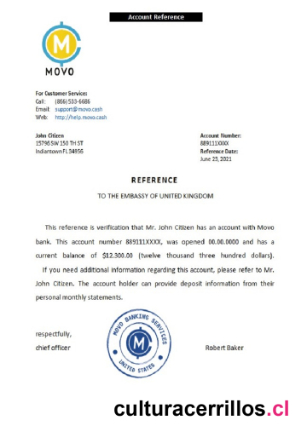 Account Reference
MOVO
For Customer Services
Call: (866) 533-6686
Email: support@movo.cash
Web: http://help.movo.cash
John Citizen
15796 SW 150 TH ST
Indiantown FL 34956
Account Number:
889111XXXX
Reference Date:
June 23, 2021
REFERENCE
TO THE EMBASSY OF UNITED KINGDOM
This reference is verification that Mr. John Citizen has an account with Movo
bank. This account number 889111XXXX, was opened 00.00.0000 and has a
current balance of $12.300.00 (twelve thousand three hundred dollars).
If you need additional information regarding this account, please refer to Mr.
John Citizen. The account holder can provide deposit information from their
personal monthly statements.
respectfully,
chief officer
MOVO BANKING SERVICES
UNITED STATES
Robert Baker
culturacerrillos.cl